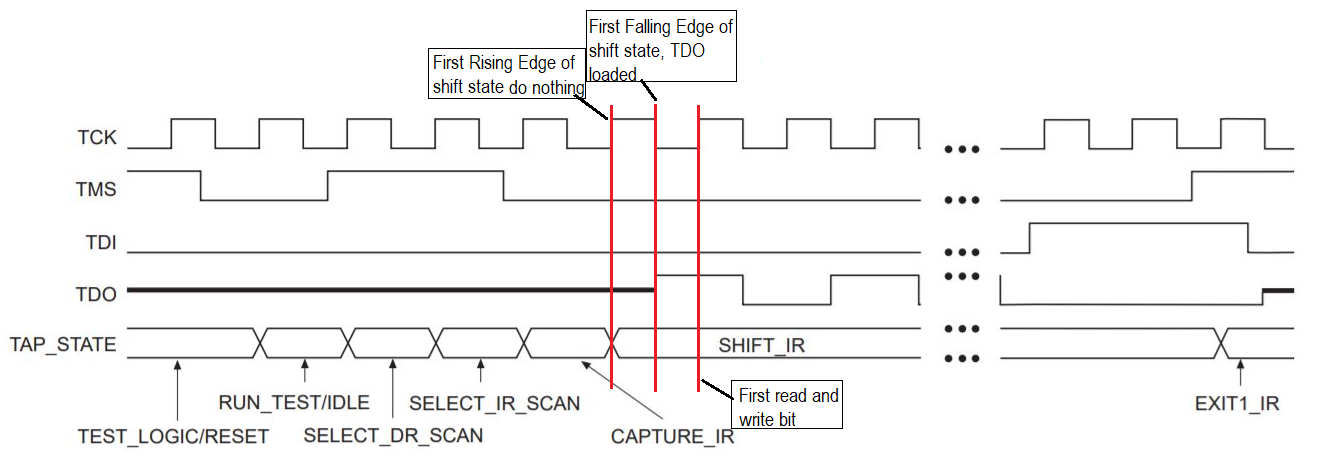 First Falling Edge of
shift state, TDO
loaded
First Rising Edge of
shift state do nothing
TCK
TMS
TDI
TDO
TAP_STATE
SHIFT_IR
First read and
write bit
RUN_TEST/IDLE
SELECT_IR_SCAN
EXIT1_IR
TEST_LOGIC/RESET
SELECT_DR_SCAN
CAPTURE_IR